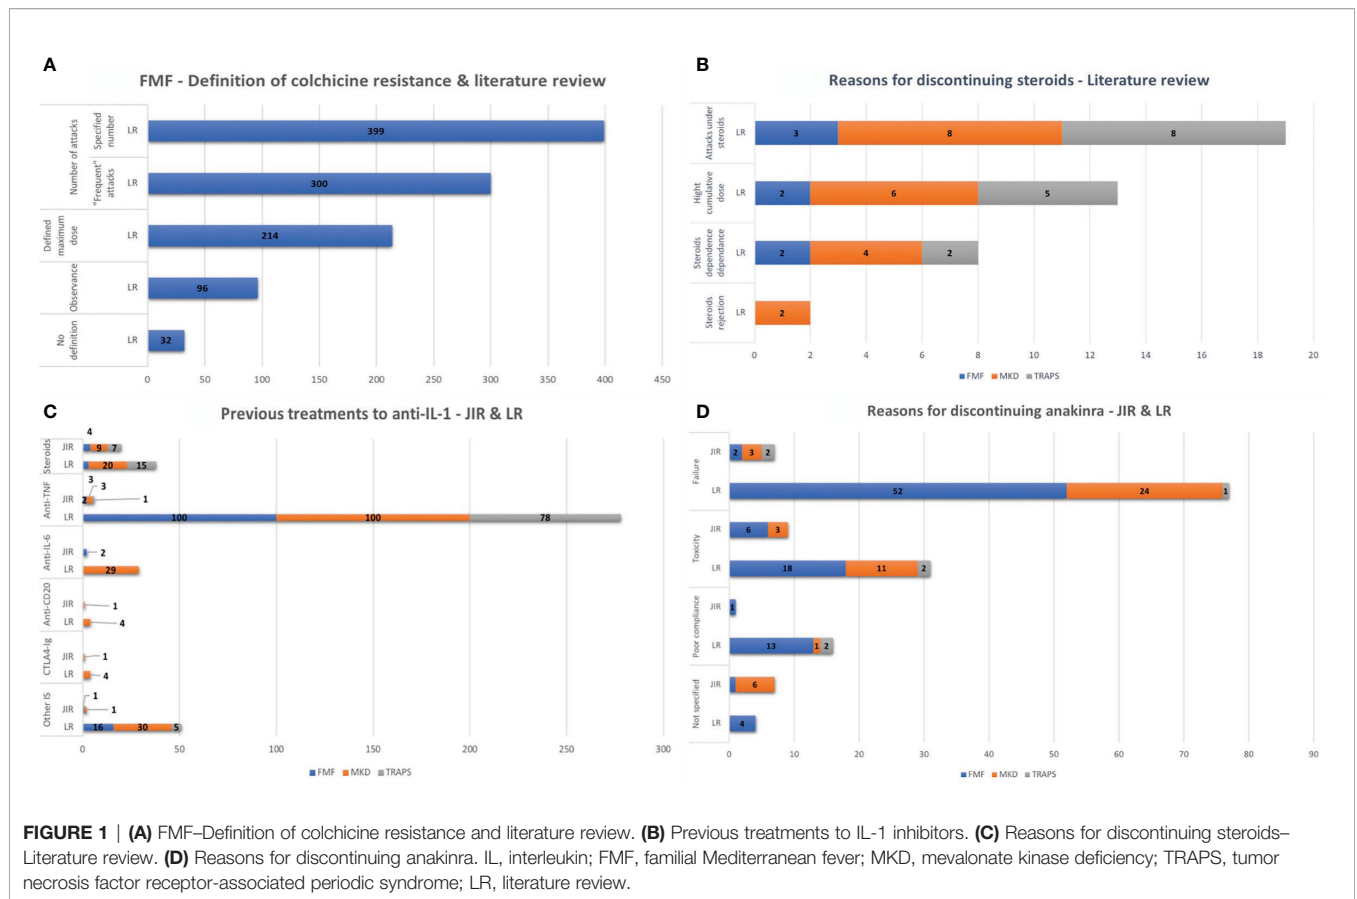 A
FMF - Definition of colchicine resistance & literature review
Number of attacks
Specified number
LR
399
"Frequent" attacks
LR
300
Defined maximum dose
LR
214
Observance
LR
96
No definition
LR
32
0 50 100 150 200 250 300 350 400 450
B
Reasons for discontinuing steroids - Literature review
Attacks under steroids
LR
3 8 8
Hight cumulative dose
LR
2 6 5
Steroids dependence dépendance
LR
2 4 2
Steroids rejection
LR
2
0 2 4 6 8 10 12 14 16 18 20
FMF MKD TRAPS
C
Previous treatments to anti-IL-1 - JIR & LR
Steroids
4
JIR
9 7
LR
20 15
Anti-TNF
3
3
JIR
2 1
LR
100 100 78
Anti-IL-6
JIR
2
LR
29
Anti-CD20
JIR
1
LR
4
CTLA4-Ig
JIR
1
LR
4
Other IS
1
JIR
1
LR
16 30 5
0 50 100 150 200 250 300
FMF MKD TRAPS
D
Reasons for discontinuing anakinra - JIR & LR
Failure
JIR
2 3 2
LR
52 24 1
Toxicity
JIR
6 3
LR
18 11 2
Poor compliance
JIR
1
LR
13 1 2
Not specified
JIR
6
LR
4
0 10 20 30 40 50 60 70 80 90
FMF MKD TRAPS
FIGURE 1 | (A) FMF–Definition of colchicine resistance and literature review. (B) Previous treatments to IL-1 inhibitors. (C) Reasons for discontinuing steroids–
Literature review. (D) Reasons for discontinuing anakinra. IL, interleukin; FMF, familial Mediterranean fever; MKD, mevalonate kinase deficiency; TRAPS, tumor
necrosis factor receptor-associated periodic syndrome; LR, literature review.